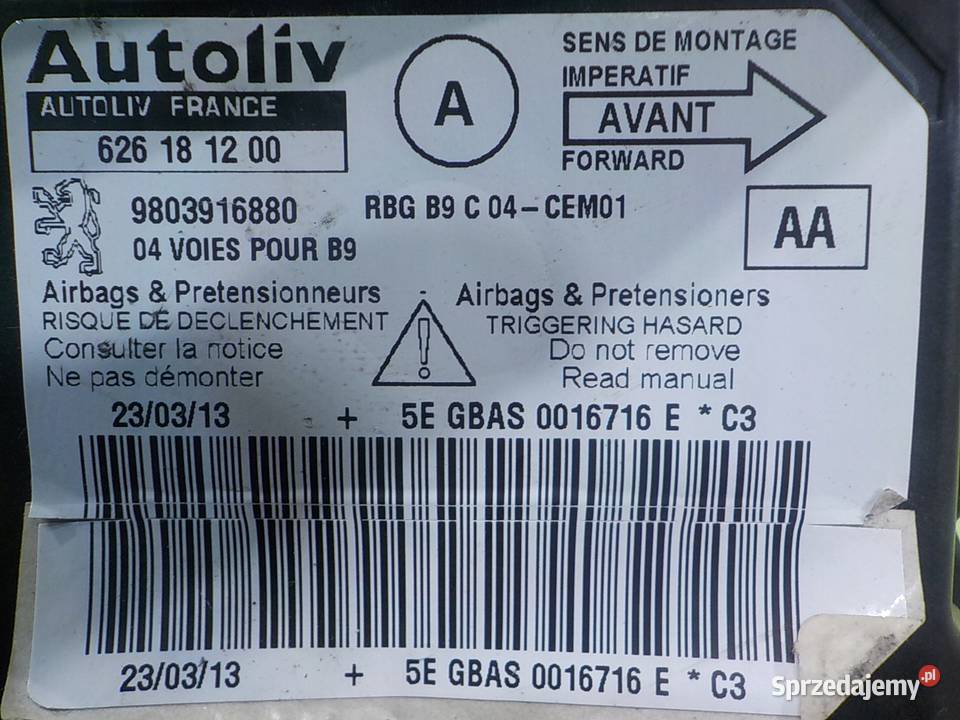 Autoliv
AUTOLIV FRANCE
626 18 12 00
A
SENS DE MONTAGE
IMPERATIF
AVANT
FORWARD
9803916880 RBG B9 C 04-CEM01
04 VOIES POUR B9
AA
Airbags & Pretensionneurs - Airbags & Pretensioners
RISQUE DE DECLENCHEMENT TRIGGERING HASARD
Consulter la notice Do not remove
Ne pas démonter Read manual
23/03/13 + 5E GBAS 0016716 E * C3
23/03/13 + 5E GBAS 0016716 E * C3
Sprzedajemy.pl